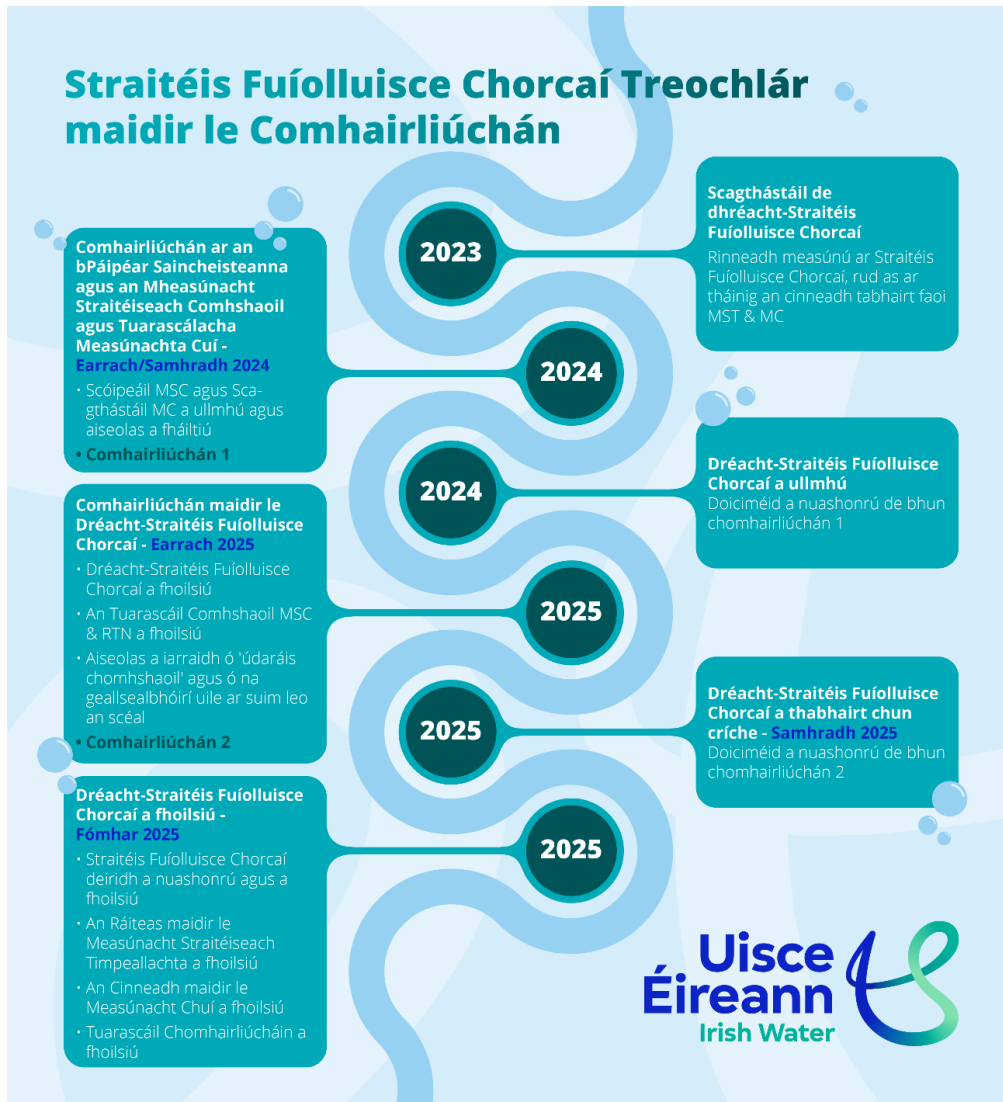 Straitéis Fuíolluisce Chorcaí Treochlár
maidir le Comhairliúchán
2023
Scagthástáil de
dhréacht-Straitéis
Fuíolluisce Chorcaí
Rinneadh measúnú ar Straitéis
Fuíolluisce Chorcaí, rud as ar
tháinig an cinneadh tabhairt faoi
MST & MC
Comhairliúchán ar an
bPáipéar Saincheisteanna
agus an Mheasúnacht
Straitéiseach Comhshaoil
agus Tuarascálacha
Measúnachta Cuí -
Earrach/Samhradh 2024
• Scóipeáil MSC agus Sca-
gthástáil MC a ullmhú agus
aiseolas a fháiltiú
• Comhairliúchán 1
2024
2024
Dréacht-Straitéis Fuíolluisce
Chorcaí a ullmhú
Doiciméid a nuashonrú de bhun
chomhairliúchán 1
Comhairliúchán maidir le
Dréacht-Straitéis Fuíolluisce
Chorcaí - Earrach 2025
• Dréacht-Straitéis Fuíolluisce
Chorcaí a fhoilsiú
• An Tuarascáil Comhshaoil MSC
& RTN a fhoilsiú
• Aiseolas a iarraidh ó 'údaráis
chomhshaoil' agus ó na
geallsealbhóirí uile ar suim leo
an scéal
• Comhairliúchán 2
2025
2025
Dréacht-Straitéis Fuíolluisce
Chorcaí a thabhairt chun
críche - Samhradh 2025
Doiciméid a nuashonrú de bhun
chomhairliúchán 2
Dréacht-Straitéis Fuíolluisce
Chorcaí a fhoilsiú -
Fómhar 2025
• Straitéis Fuíolluisce Chorcaí
deiridh a nuashonrú agus a
fhoilsiú
• An Ráiteas maidir le
Measúnacht Straitéiseach
Timpeallachta a fhoilsiú
• An Cinneadh maidir le
Measúnacht Chuí a fhoilsiú
• Tuarascáil Chomhairliúcháin a
fhoilsiú
2025
Uisce
Éireann
Irish Water